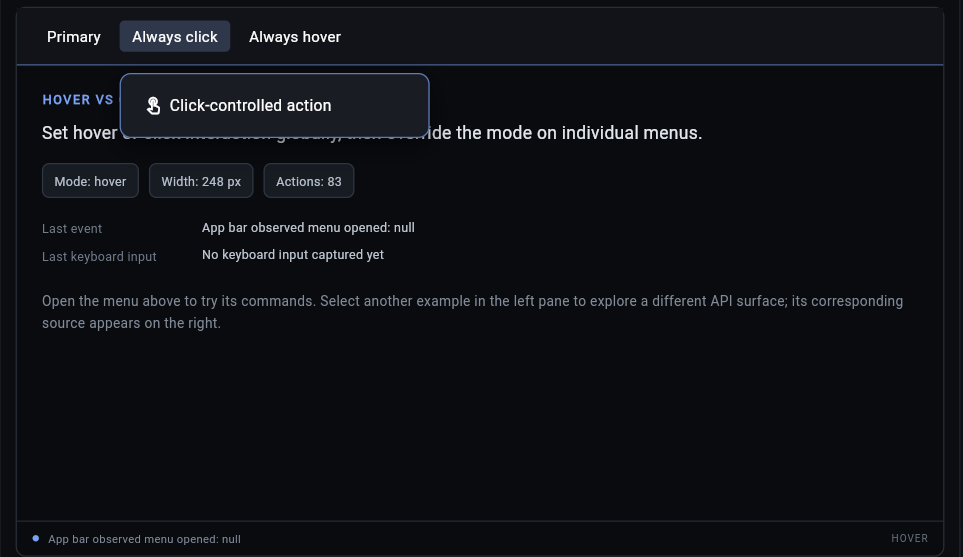 Primary Always click Always hover
HOVER VS
Click-controlled action
Set hover the mode on individual menus.
Mode: hover Width: 248 px Actions: 83
Last event App bar observed menu opened: null
Last keyboard input No keyboard input captured yet
Open the menu above to try its commands. Select another example in the left pane to explore a different API surface; its corresponding
source appears on the right.
App bar observed menu opened: null HOVER